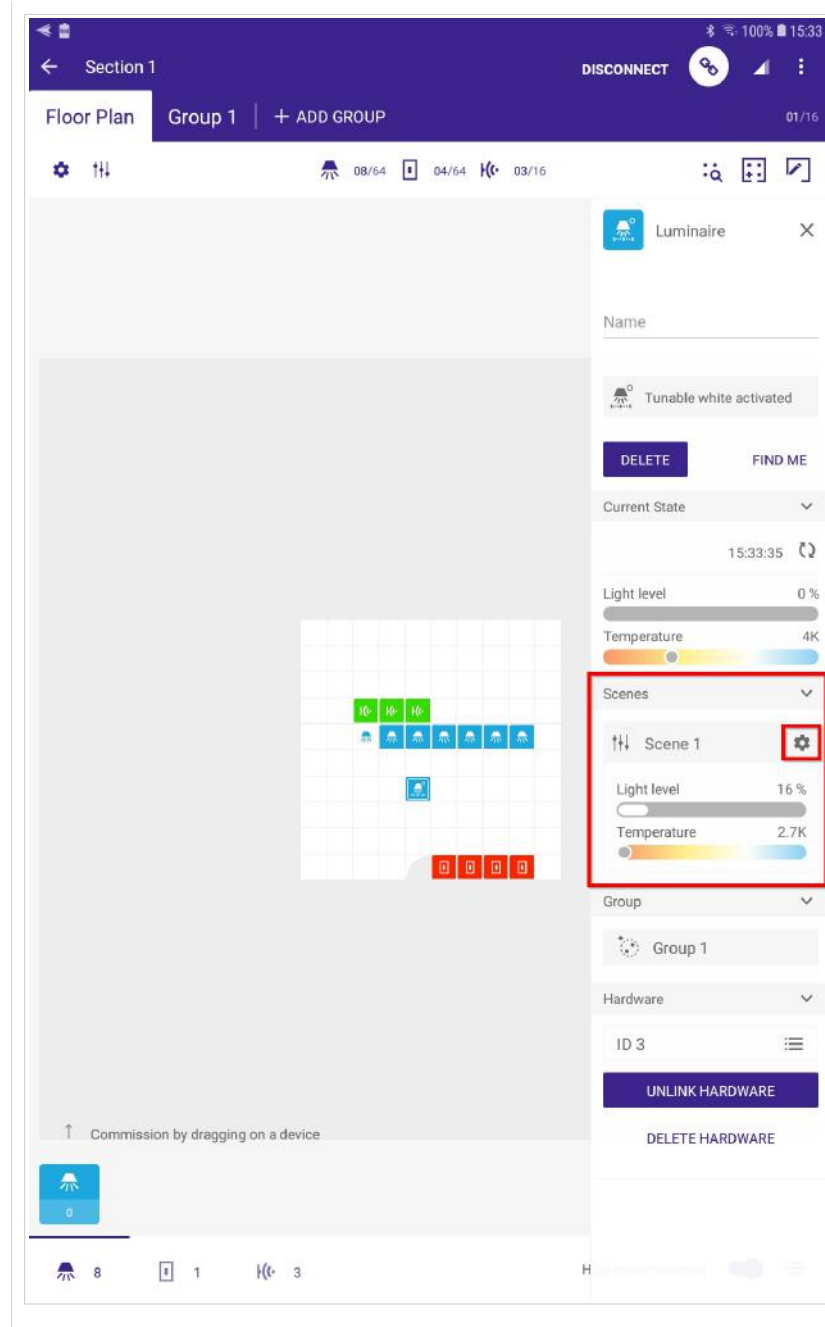 100% 15:33
Section 1 DISCONNECT
Floor Plan Group 1 + ADD GROUP 01/16
08/64 04/64 03/16
Luminaire
Name
Tunable white activated
DELETE FIND ME
Current State
15:33:35
Light level 0 %
Temperature 4K
Scenes
Scene 1
Light level 16 %
Temperature 2.7K
Group
Group 1
Hardware
ID 3
UNLINK HARDWARE
DELETE HARDWARE
Commission by dragging on a device
0
8 1 3